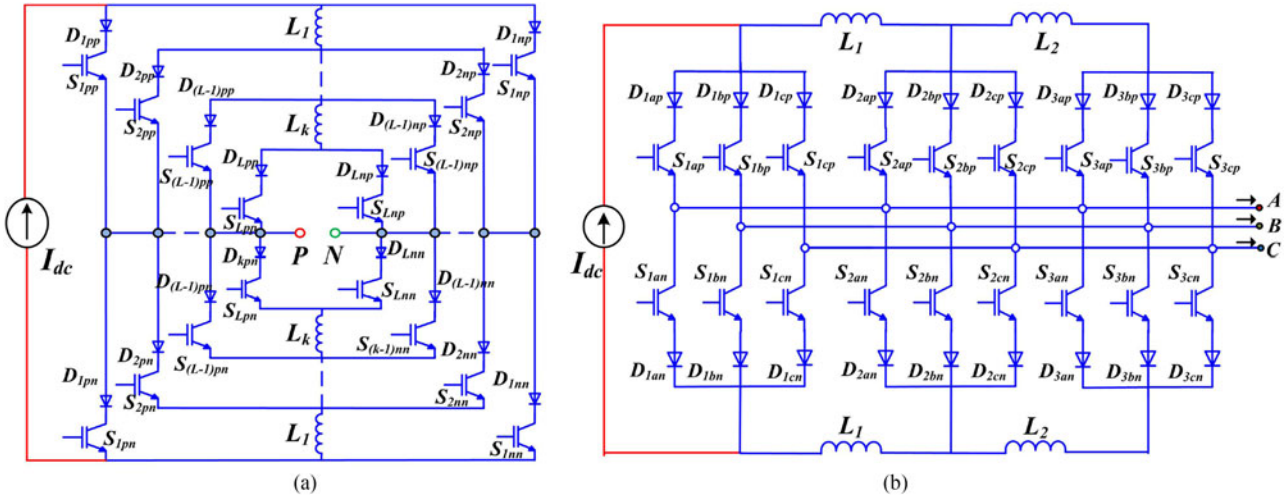 L1
D1pp
D1np
S1pp
S1np
D2pp
D2np
S2pp
S2np
D(L-1)pp
D(L-1)np
S(L-1)pp
S(L-1)np
Lk
DLpp
DLnp
SLpp
SLnp
Idc
P
N
Dkpn
DLnn
D(L-1)pn
D(L-1)nn
SLpn
SLnn
Lk
S(L-1)pn
S(k-1)nn
D2pn
D2nn
S2pn
S2nn
D1pn
D1nn
L1
S1pn
S1nn
(a)
L1
L2
D1ap
D1bp
D1cp
D2ap
D2bp
D2cp
D3ap
D3bp
D3cp
S1ap
S1bp
S1cp
S2ap
S2bp
S2cp
S3ap
S3bp
S3cp
A
B
C
Idc
S1an
S1bn
S1cn
S2an
S2bn
S2cn
S3an
S3bn
S3cn
D1an
D1bn
D1cn
D2an
D2bn
D2cn
D3an
D3bn
D3cn
L1
L2
(b)